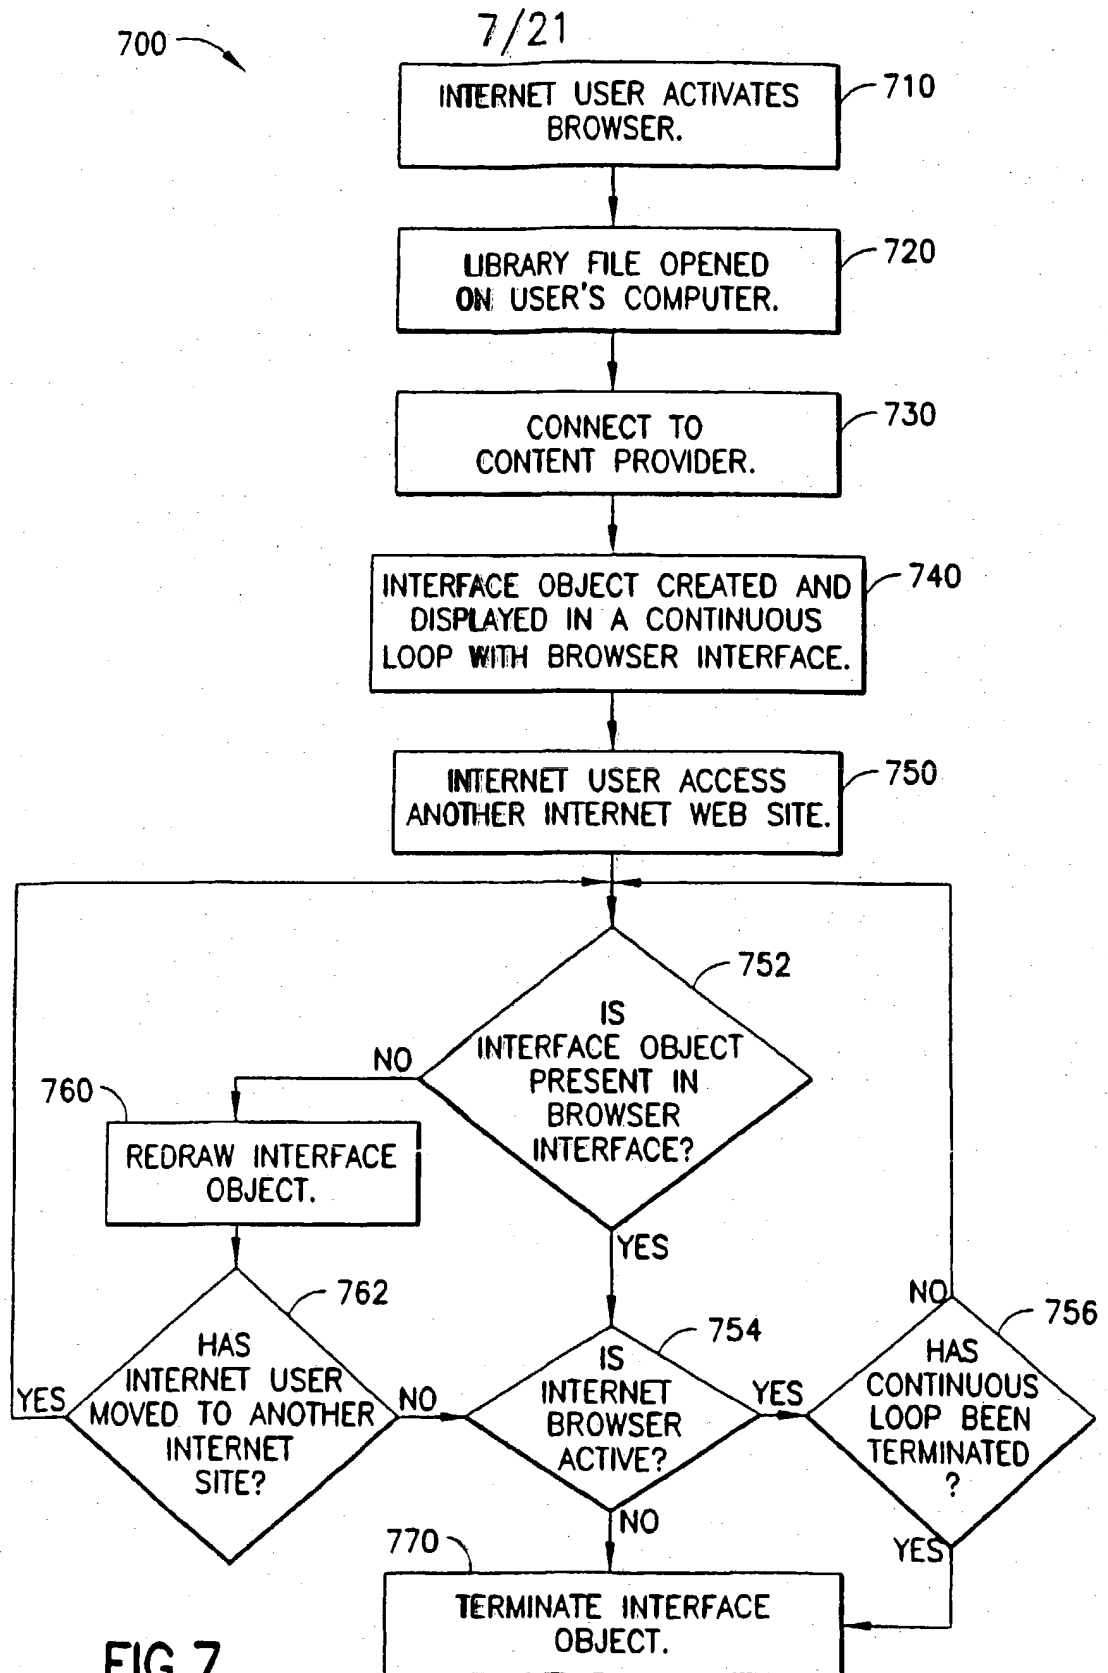 7/21
700
INTERNET USER ACTIVATES
BROWSER.
710
LIBRARY FILE OPENED
ON USER'S COMPUTER.
720
CONNECT TO
CONTENT PROVIDER.
730
INTERFACE OBJECT CREATED AND
DISPLAYED IN A CONTINUOUS
LOOP WITH BROWSER INTERFACE.
740
INTERNET USER ACCESS
ANOTHER INTERNET WEB SITE.
750
752
IS
INTERFACE OBJECT
PRESENT IN
BROWSER
INTERFACE?
NO
YES
760
REDRAW INTERFACE
OBJECT.
762
HAS
INTERNET USER
MOVED TO ANOTHER
INTERNET
SITE?
YES
NO
754
IS
INTERNET
BROWSER
ACTIVE?
YES
NO
756
HAS
CONTINUOUS
LOOP BEEN
TERMINATED
?
NO
YES
770
TERMINATE INTERFACE
OBJECT.
FIG.7